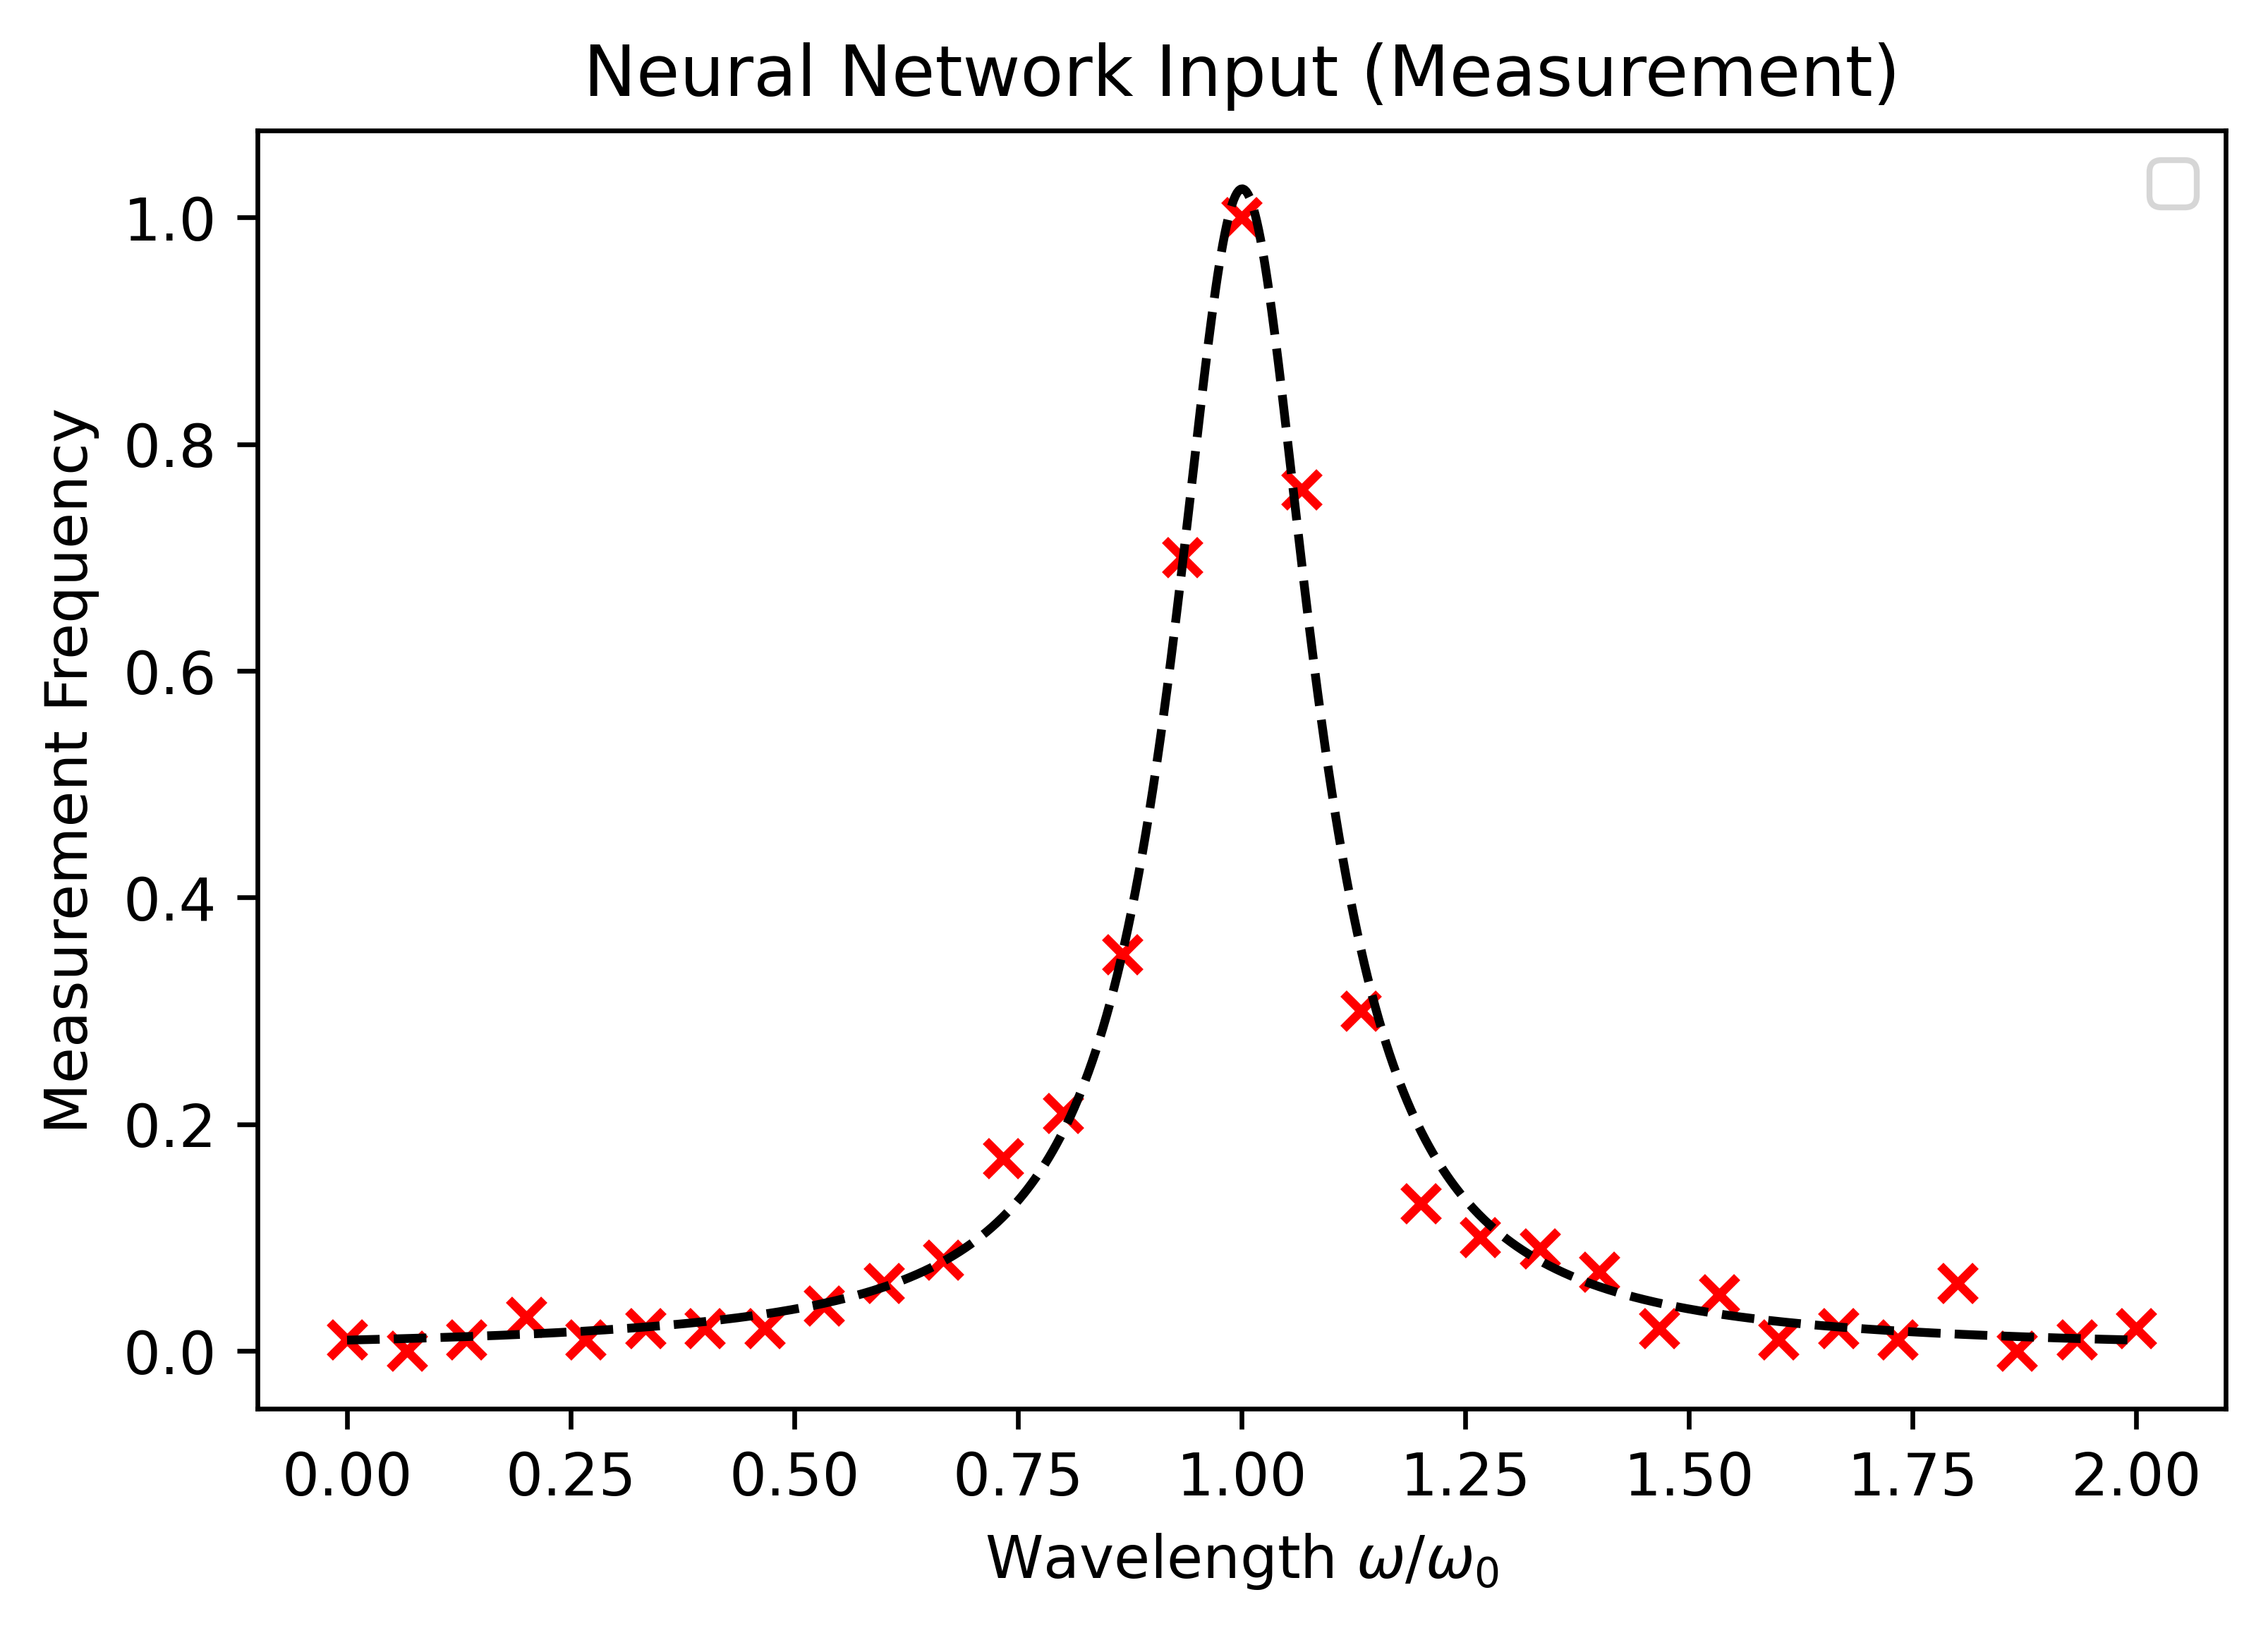 Neural Network Input (Measurement)
Measurement Frequency
1.0
0.8
0.6
0.4
0.2
0.0
0.00 0.25 0.50 0.75 1.00 1.25 1.50 1.75 2.00
Wavelength ω/ω₀